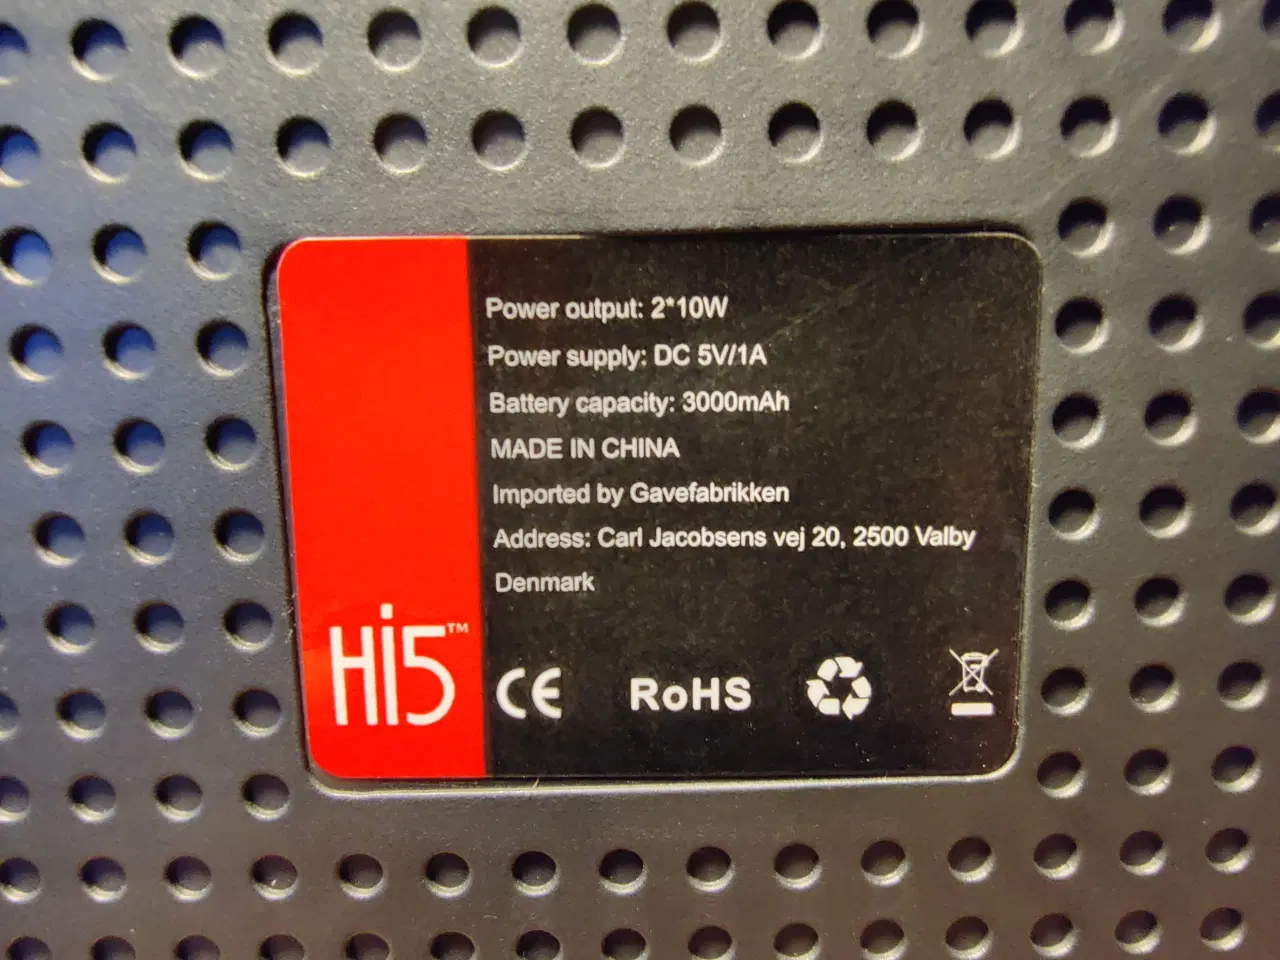 Power output: 2*10W
Power supply: DC 5V/1A
Battery capacity: 3000mAh
MADE IN CHINA
Imported by Gavefabrikken
Address: Carl Jacobsens vej 20, 2500 Valby
Denmark
Hi5™
CE RoHS